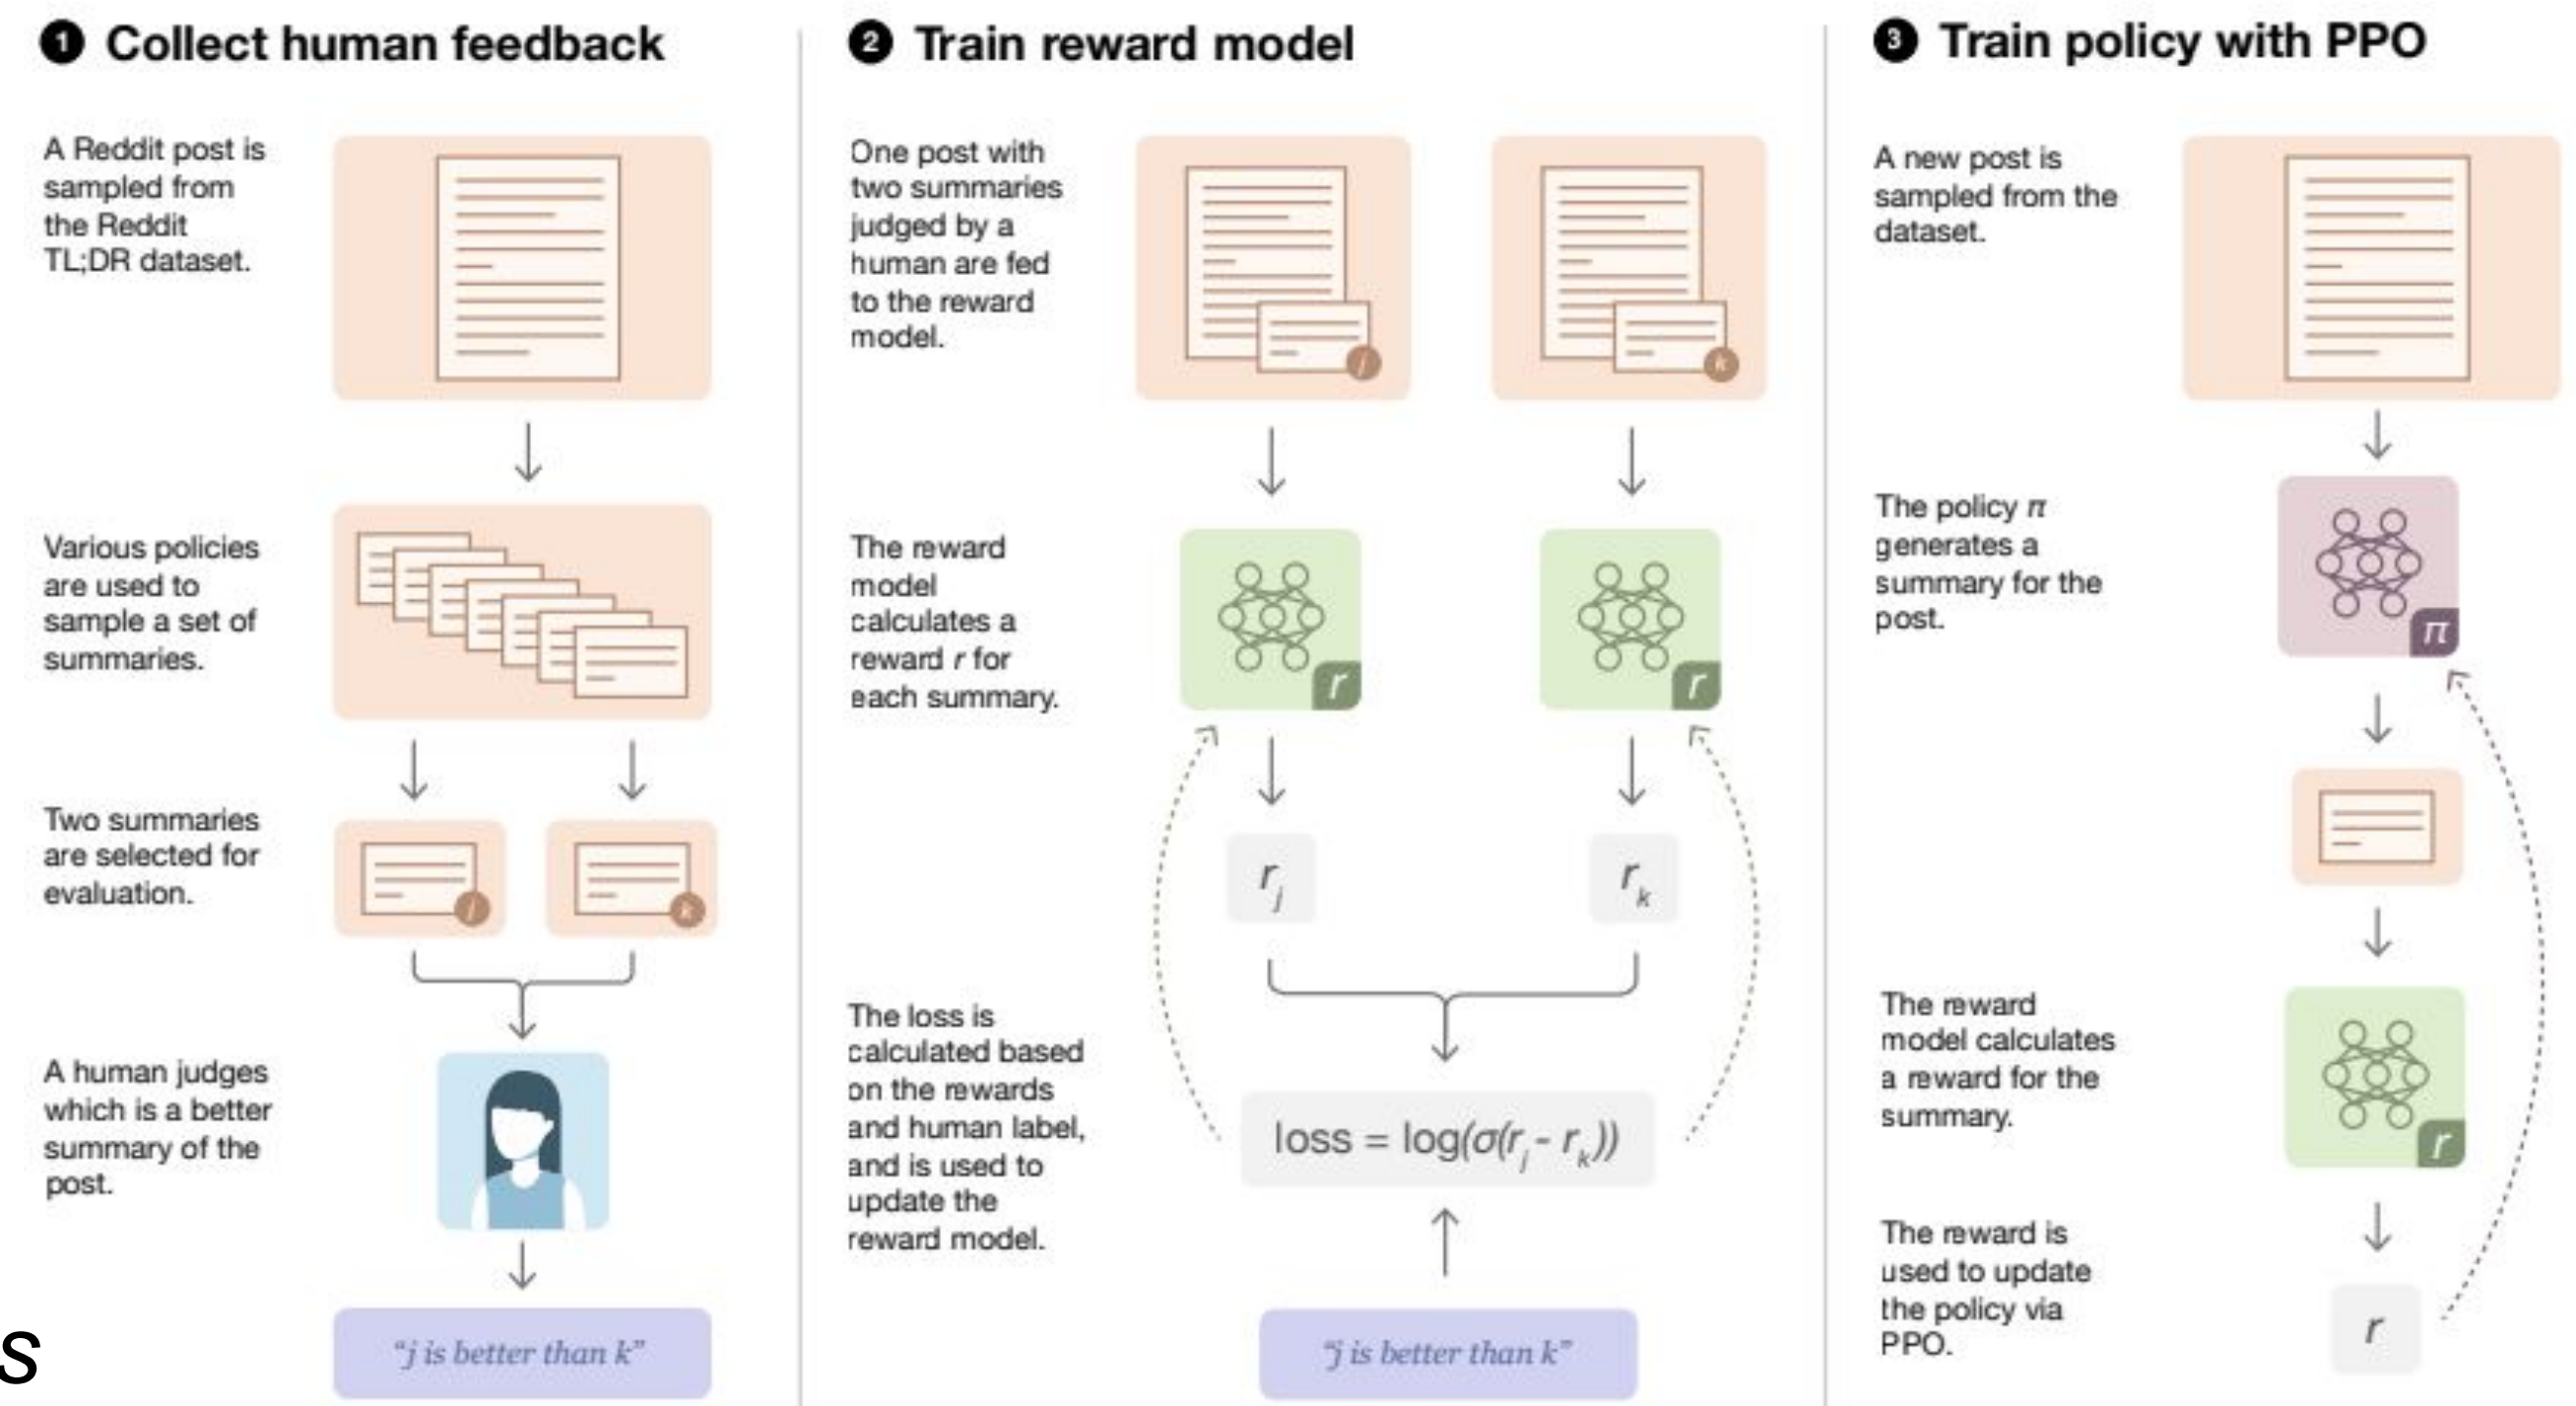 1 Collect human feedback
A Reddit post is
sampled from
the Reddit
TL;DR dataset.
Various policies
are used to
sample a set of
summaries.
Two summaries
are selected for
evaluation.
j
k
A human judges
which is a better
summary of the
post.
"j is better than k"
s
2 Train reward model
One post with
two summaries
judged by a
human are fed
to the reward
model.
j
k
The reward
model
calculates a
reward r for
each summary.
r
r
r_j
r_k
The loss is
calculated based
on the rewards
and human label,
and is used to
update the
reward model.
loss = log(σ(r_j - r_k))
"j is better than k"
3 Train policy with PPO
A new post is
sampled from the
dataset.
The policy π
generates a
summary for the
post.
π
The reward
model calculates
a reward for the
summary.
r
The reward is
used to update
the policy via
PPO.
r